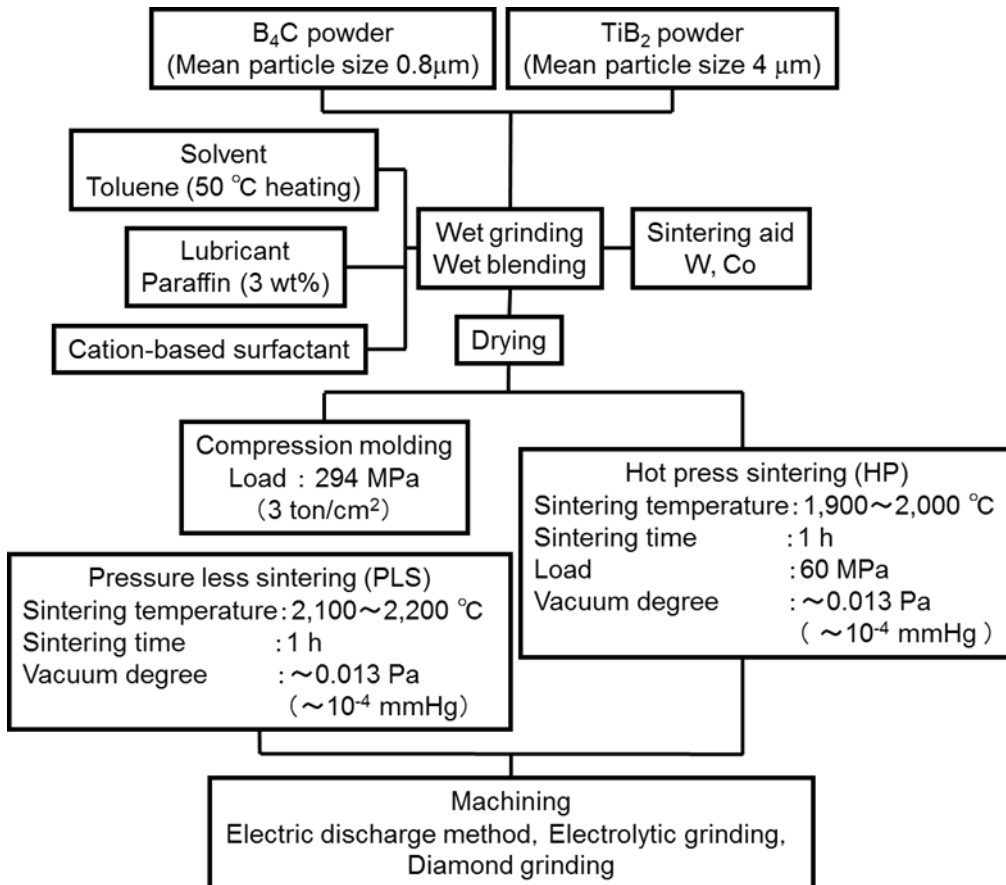 B₄C powder
(Mean particle size 0.8μm)
TiB₂ powder
(Mean particle size 4 μm)
Solvent
Toluene (50 ℃ heating)
Lubricant
Paraffin (3 wt%)
Cation-based surfactant
Wet grinding
Wet blending
Sintering aid
W, Co
Drying
Compression molding
Load : 294 MPa
(3 ton/cm²)
Hot press sintering (HP)
Sintering temperature:1,900～2,000 ℃
Sintering time :1 h
Load :60 MPa
Vacuum degree :～0.013 Pa
( ～10⁻⁴ mmHg)
Pressure less sintering (PLS)
Sintering temperature:2,100～2,200 ℃
Sintering time :1 h
Vacuum degree :～0.013 Pa
(～10⁻⁴ mmHg)
Machining
Electric discharge method, Electrolytic grinding,
Diamond grinding